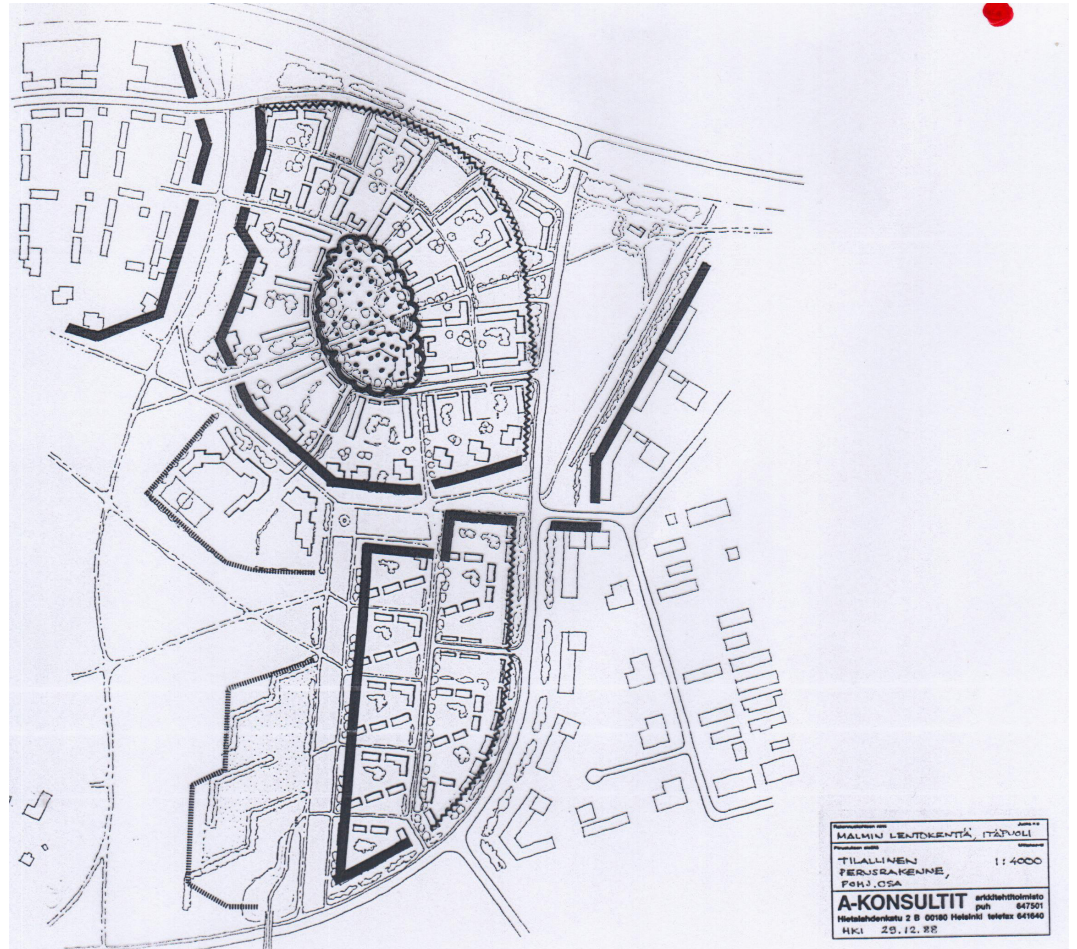 MALMIN LENTOKENTTÄ, ITÄPUOLI
TILALLINEN 1:4000
PERUSRAKENNE,
POHJ.OSA
A-KONSULTIT arkkitehtitoimisto
puh 647501
Hietalahdenkatu 2 B 00180 Helsinki telefax 641640
HKI 29.12.88